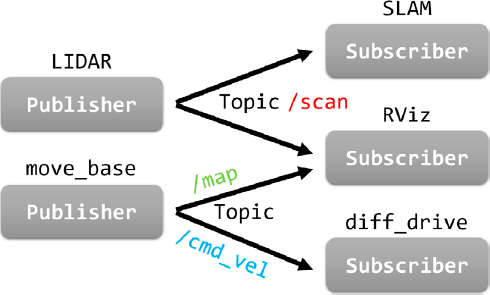 SLAM
Subscriber
LIDAR
Publisher
Topic /scan
RViz
Subscriber
move_base
Publisher
/map
Topic
/cmd_vel
diff_drive
Subscriber